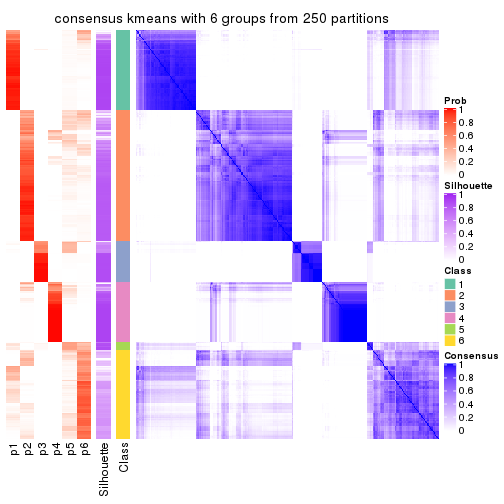 consensus kmeans with 6 groups from 250 partitions
Prob
1
0.8
0.6
0.4
0.2
0
Silhouette
1
0.8
0.6
0.4
0.2
0
Class
1
2
3
4
5
6
Consensus
1
0.8
0.6
0.4
0.2
0
p1
p2
p3
p4
p5
p6
Silhouette
Class